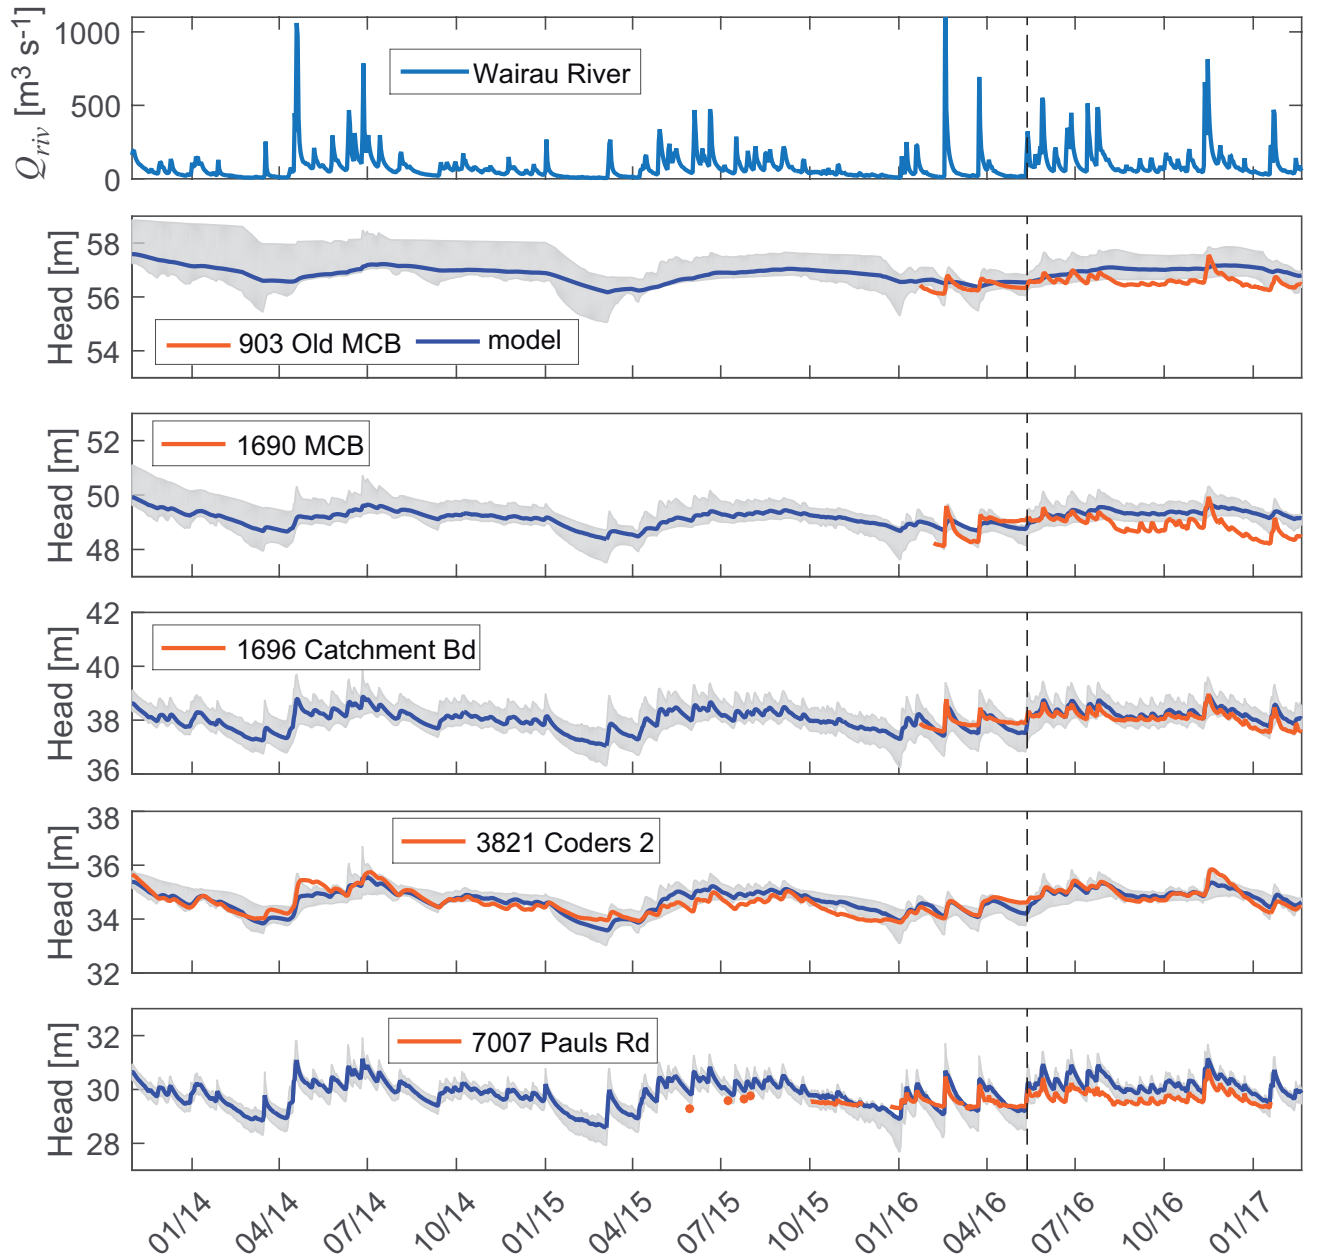 Q_riv [m³ s⁻¹]
1000
500
0
Wairau River
Head [m]
58
56
54
903 Old MCB model
Head [m]
52
50
48
1690 MCB
Head [m]
42
40
38
36
1696 Catchment Bd
Head [m]
38
36
34
32
3821 Coders 2
Head [m]
32
30
28
7007 Pauls Rd
01/14 04/14 07/14 10/14 01/15 04/15 07/15 10/15 01/16 04/16 07/16 10/16 01/17